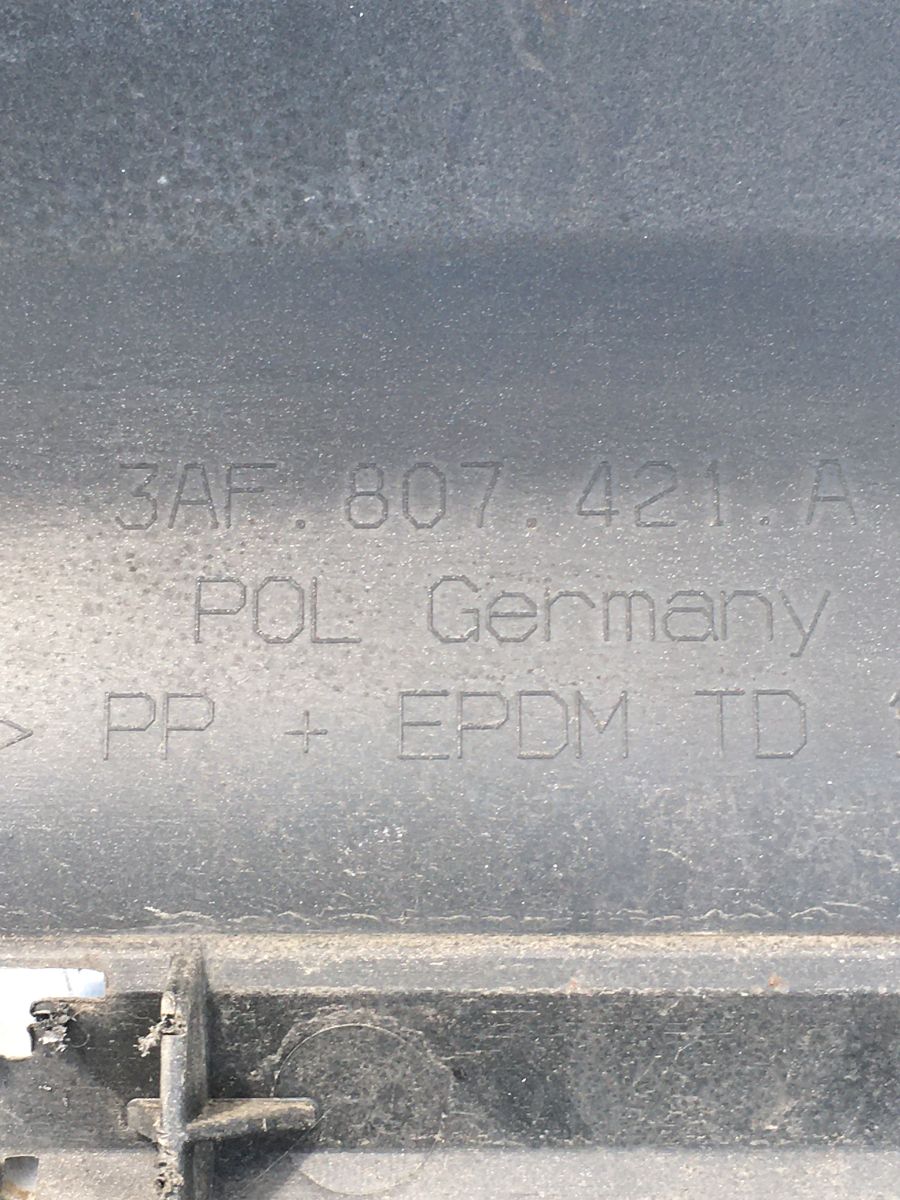 3AF.807.421.A
POL Germany
> PP + EPDM TD